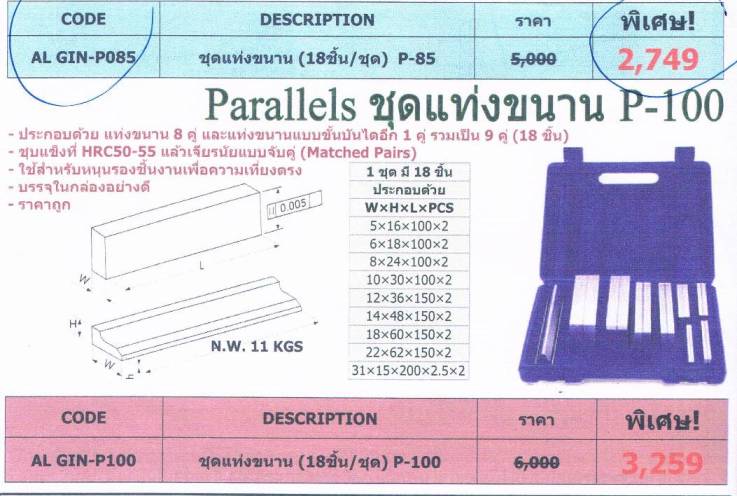 CODE DESCRIPTION ราคา พิเศษ!
AL GIN-P085 ชุดแท่งขนาน (18ชิ้น/ชุด) P-85 5,000 2,749
Parallels ชุดแท่งขนาน P-100
- ประกอบด้วย แท่งขนาน 8 คู่ และแท่งขนานแบบขั้นบันไดอีก 1 คู่ รวมเป็น 9 คู่ (18 ชิ้น)
- ชุบแข็งที่ HRC50-55 แล้วเจียรนัยแบบจับคู่ (Matched Pairs)
- ใช้สำหรับหนุนรองชิ้นงานเพื่อความเที่ยงตรง
- บรรจุในกล่องอย่างดี
- ราคาถูก
1 ชุด มี 18 ชิ้น
ประกอบด้วย
W×H×L×PCS
5×16×100×2
6×18×100×2
8×24×100×2
10×30×100×2
12×36×150×2
14×48×150×2
18×60×150×2
22×62×150×2
31×15×200×2.5×2
0.005
L
W
H
W
H
N.W. 11 KGS
CODE DESCRIPTION ราคา พิเศษ!
AL GIN-P100 ชุดแท่งขนาน (18ชิ้น/ชุด) P-100 6,000 3,259